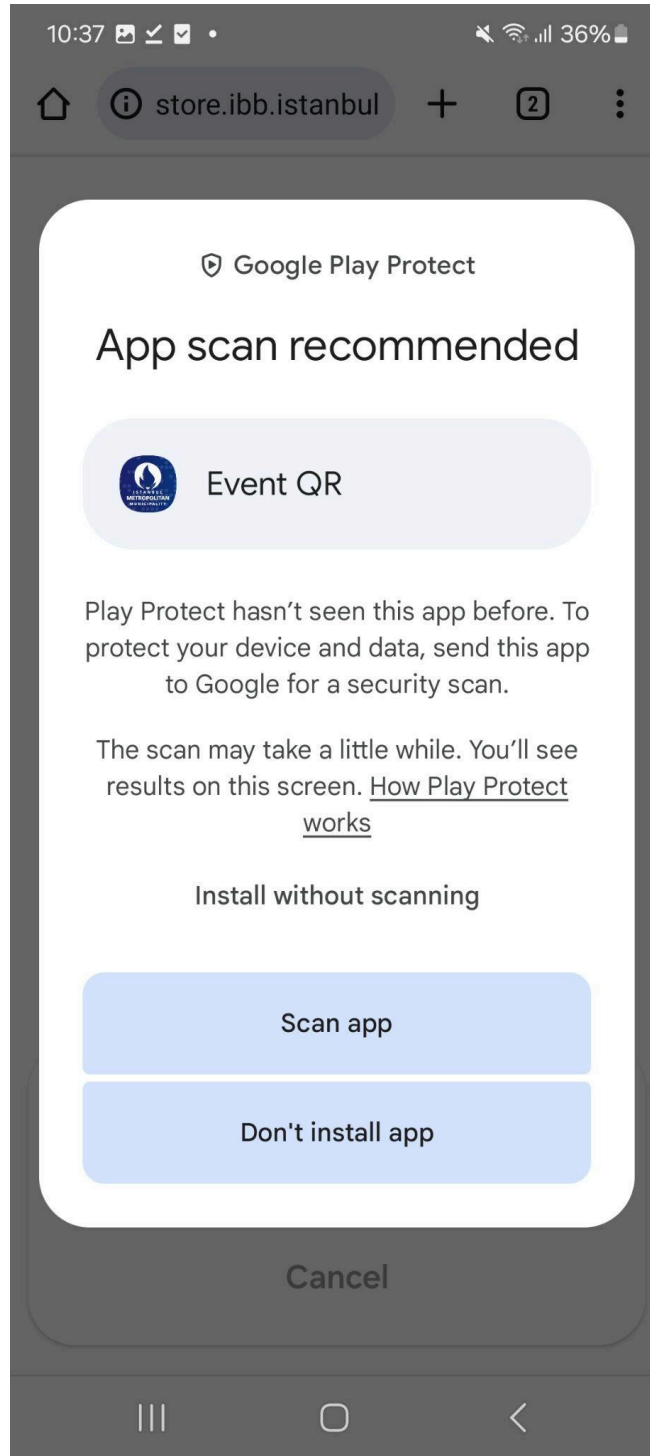 10:37
36%
store.ibb.istanbul
2
Google Play Protect
App scan recommended
ISTANBUL
METROPOLITAN
MUNICIPALITY
Event QR
Play Protect hasn’t seen this app before. To
protect your device and data, send this app
to Google for a security scan.
The scan may take a little while. You’ll see
results on this screen. How Play Protect
works
Install without scanning
Scan app
Don't install app
Cancel